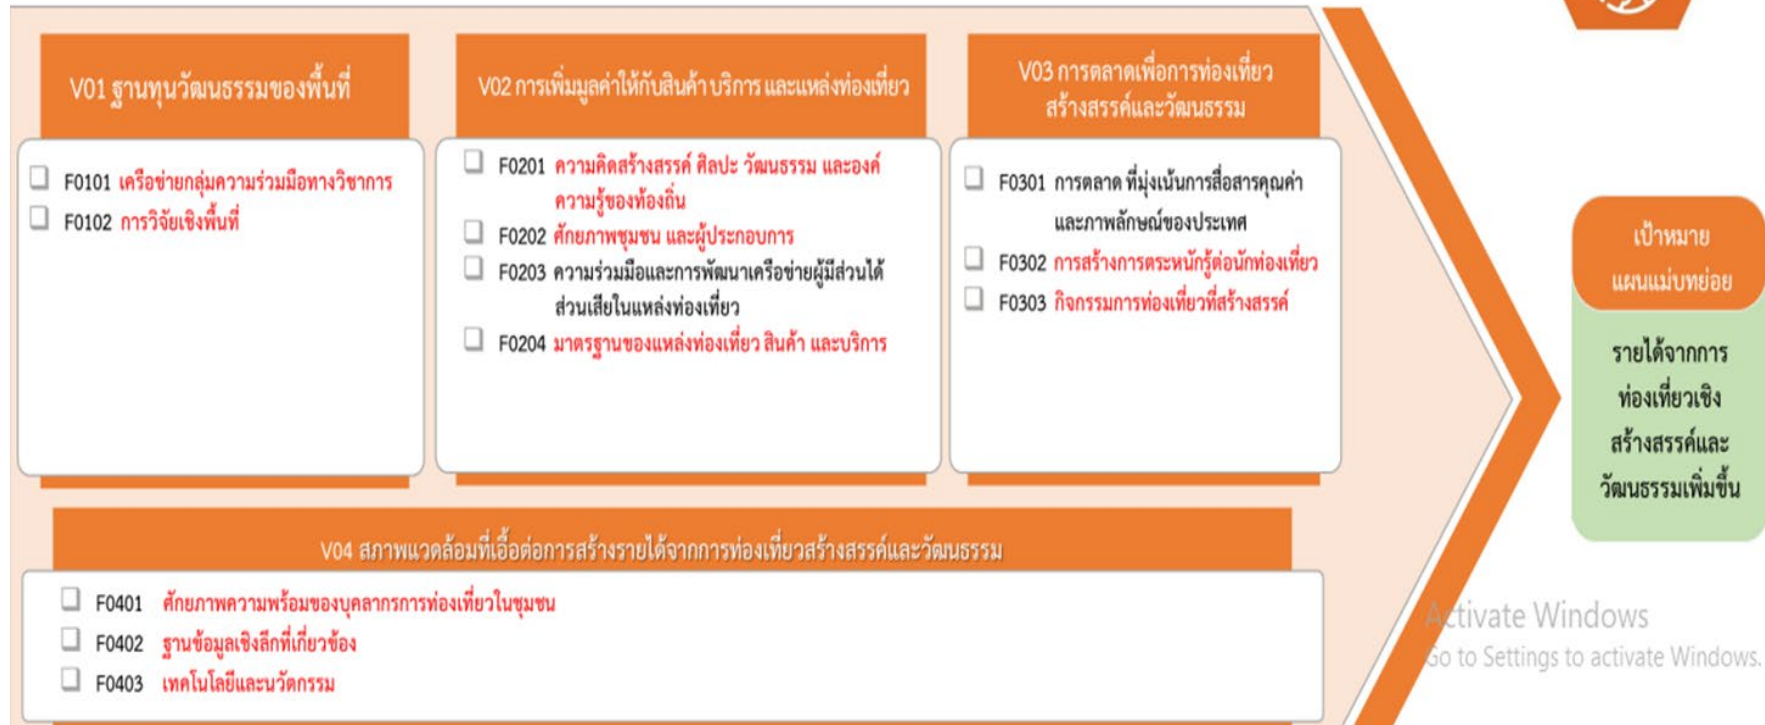 V01 ฐานทุนวัฒนธรรมของพื้นที่
F0101 เครือข่ายกลุ่มความร่วมมือทางวิชาการ
F0102 การวิจัยเชิงพื้นที่
V02 การเพิ่มมูลค่าให้กับสินค้า บริการ และแหล่งท่องเที่ยว
F0201 ความคิดสร้างสรรค์ ศิลปะ วัฒนธรรม และองค์
ความรู้ของท้องถิ่น
F0202 ศักยภาพชุมชน และผู้ประกอบการ
F0203 ความร่วมมือและการพัฒนาเครือข่ายผู้มีส่วนได้
ส่วนเสียในแหล่งท่องเที่ยว
F0204 มาตรฐานของแหล่งท่องเที่ยว สินค้า และบริการ
V03 การตลาดเพื่อการท่องเที่ยว
สร้างสรรค์และวัฒนธรรม
F0301 การตลาด ที่มุ่งเน้นการสื่อสารคุณค่า
และภาพลักษณ์ของประเทศ
F0302 การสร้างการตระหนักรู้ต่อนักท่องเที่ยว
F0303 กิจกรรมการท่องเที่ยวที่สร้างสรรค์
V04 สภาพแวดล้อมที่เอื้อต่อการสร้างรายได้จากการท่องเที่ยวสร้างสรรค์และวัฒนธรรม
F0401 ศักยภาพความพร้อมของบุคลากรการท่องเที่ยวในชุมชน
F0402 ฐานข้อมูลเชิงลึกที่เกี่ยวข้อง
F0403 เทคโนโลยีและนวัตกรรม
เป้าหมาย
แผนแม่บทย่อย
รายได้จากการ
ท่องเที่ยวเชิง
สร้างสรรค์และ
วัฒนธรรมเพิ่มขึ้น
Activate Windows
Go to Settings to activate Windows.